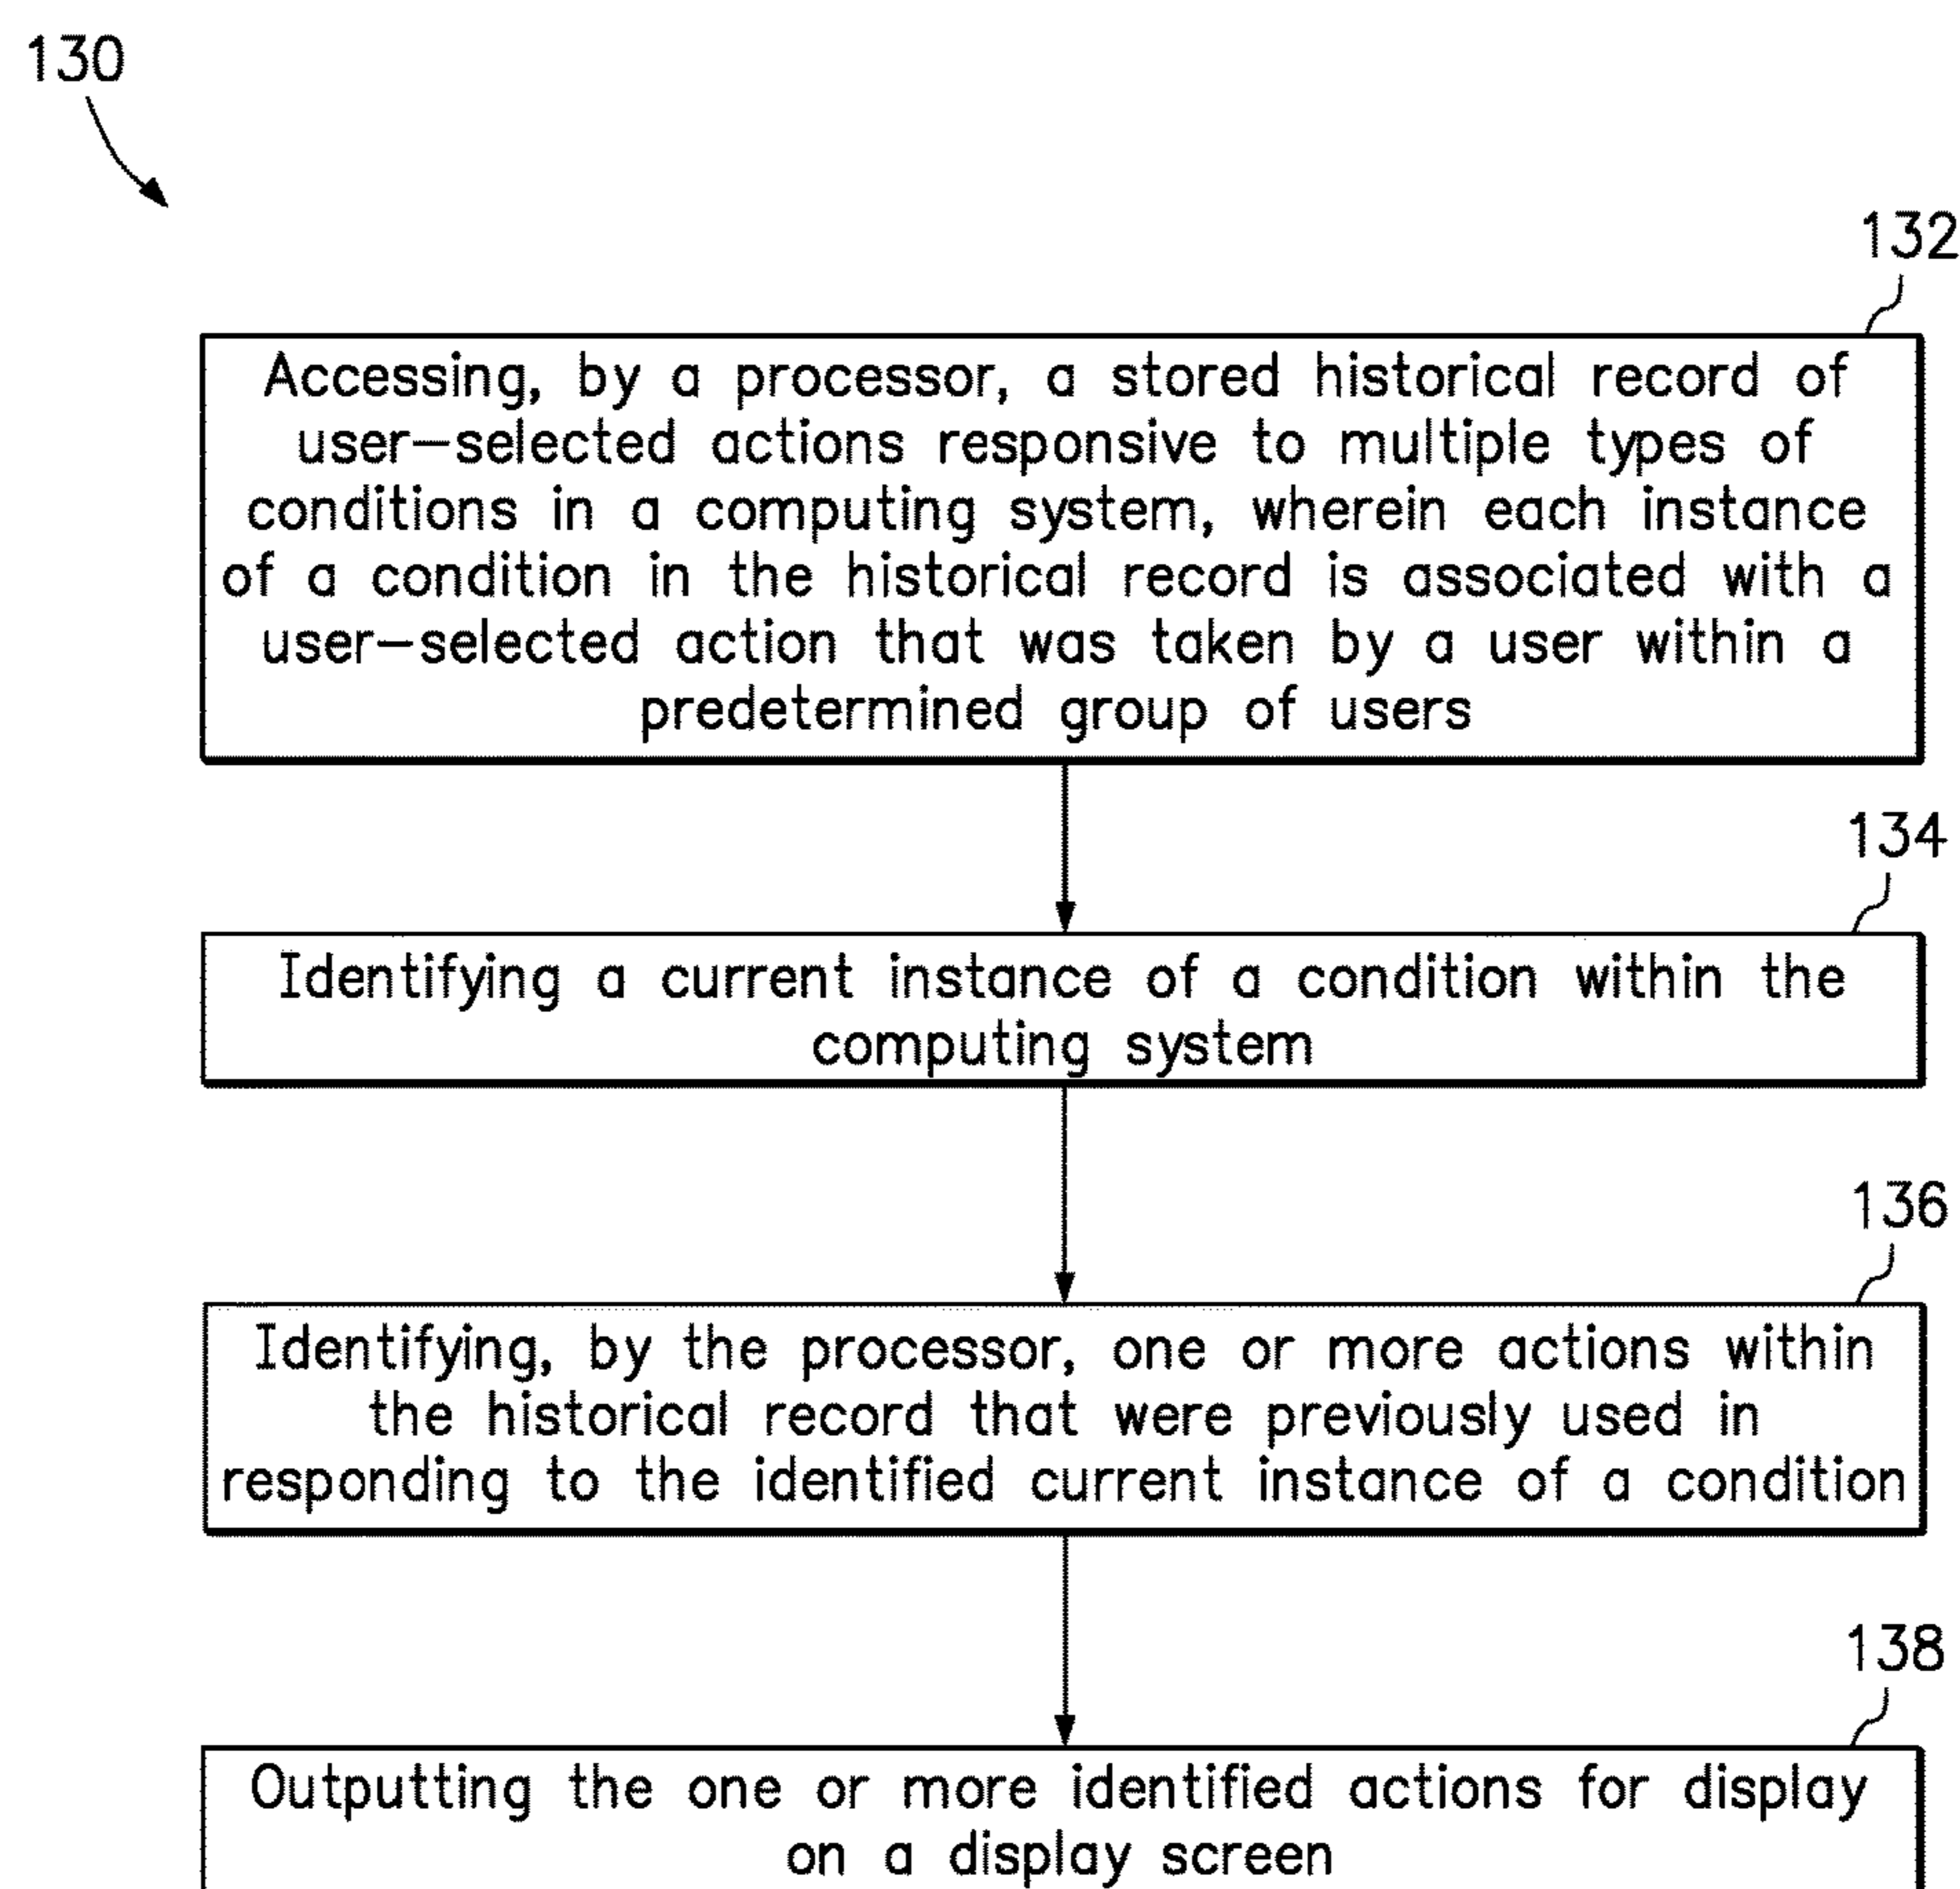 130
132
Accessing, by a processor, a stored historical record of
user-selected actions responsive to multiple types of
conditions in a computing system, wherein each instance
of a condition in the historical record is associated with a
user-selected action that was taken by a user within a
predetermined group of users
134
Identifying a current instance of a condition within the
computing system
136
Identifying, by the processor, one or more actions within
the historical record that were previously used in
responding to the identified current instance of a condition
138
Outputting the one or more identified actions for display
on a display screen